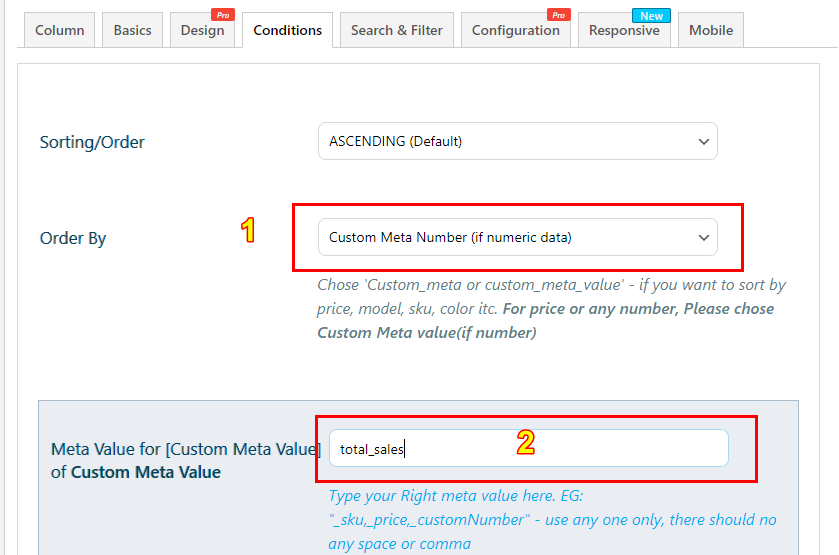 Pro Pro New
Column Basics Design Conditions Search & Filter Configuration Responsive Mobile
Sorting/Order ASCENDING (Default)
1
Order By Custom Meta Number (if numeric data)
Chose 'Custom_meta or custom_meta_value' - if you want to sort by
price, model, sku, color itc. For price or any number, Please chose
Custom Meta value(if number)
Meta Value for [Custom Meta Value] total_sales 2
of Custom Meta Value
Type your Right meta value here. EG:
"_sku,_price,_customNumber" - use any one only, there should no
any space or comma